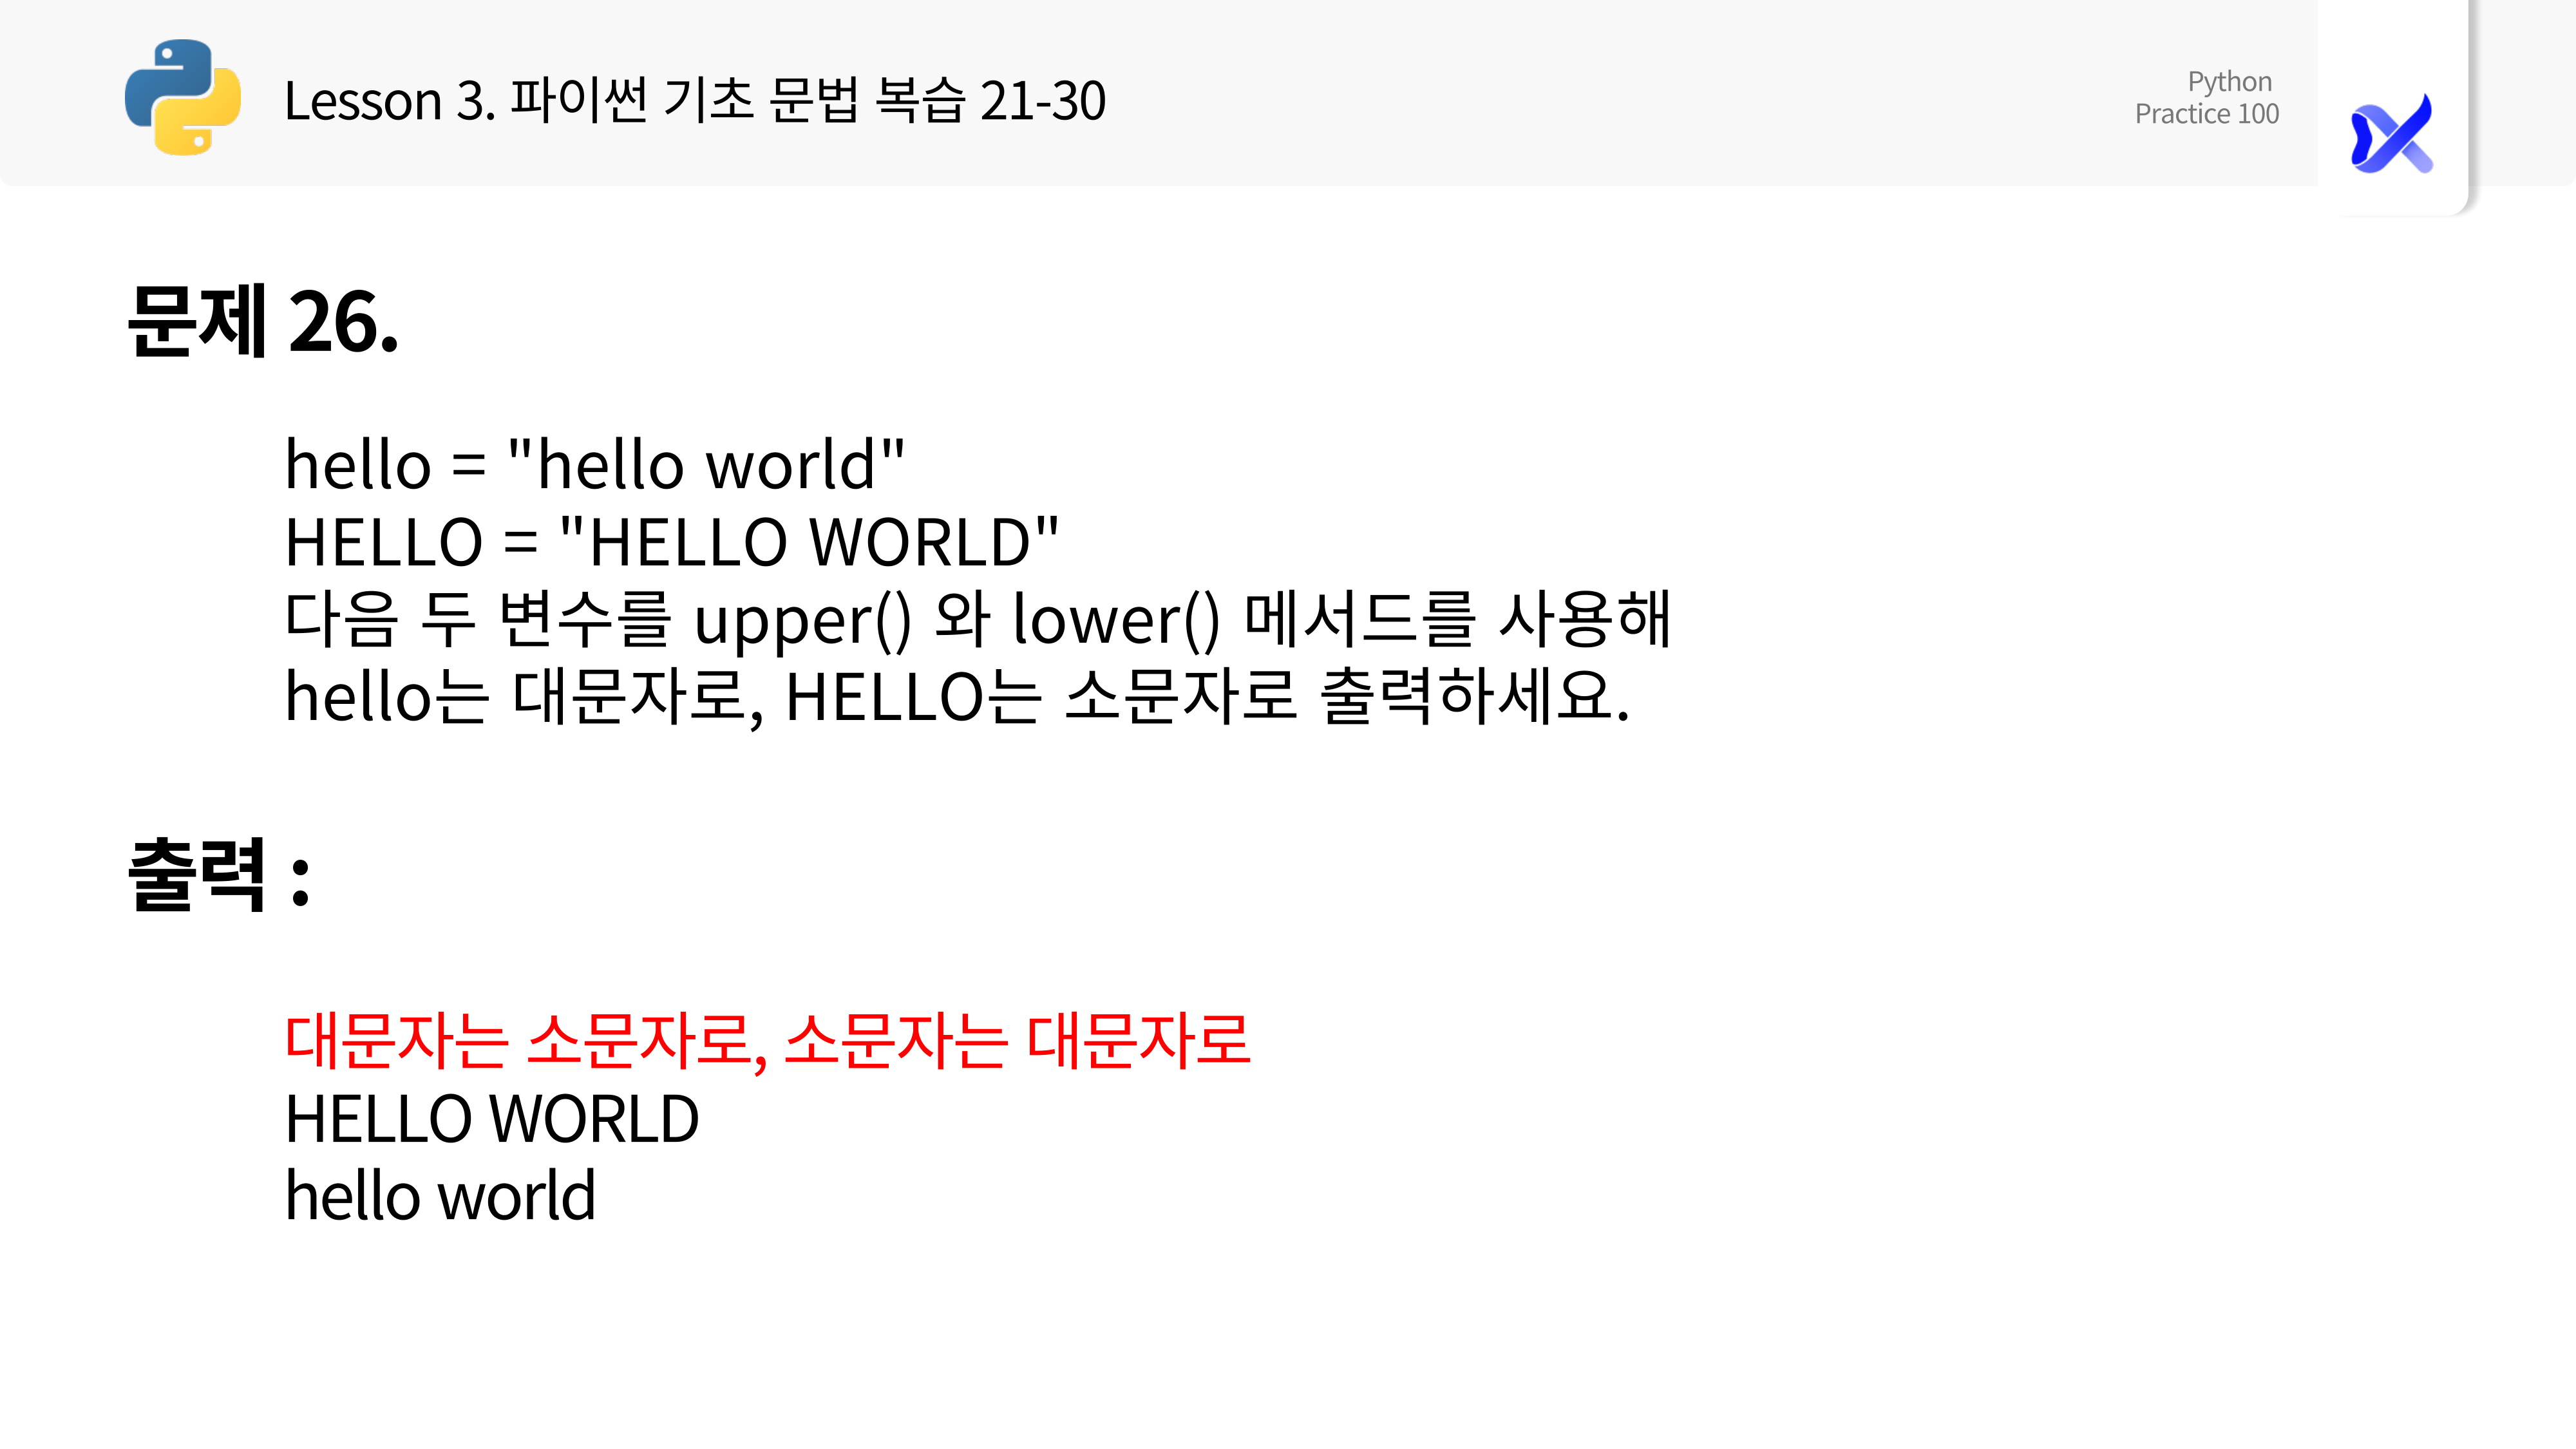 Lesson 3. 파이썬 기초 문법 복습 21-30
Python
Practice 100
문제 26.
hello = "hello world"
HELLO = "HELLO WORLD"
다음 두 변수를 upper() 와 lower() 메서드를 사용해
hello는 대문자로, HELLO는 소문자로 출력하세요.
출력 :
대문자는 소문자로, 소문자는 대문자로
HELLO WORLD
hello world